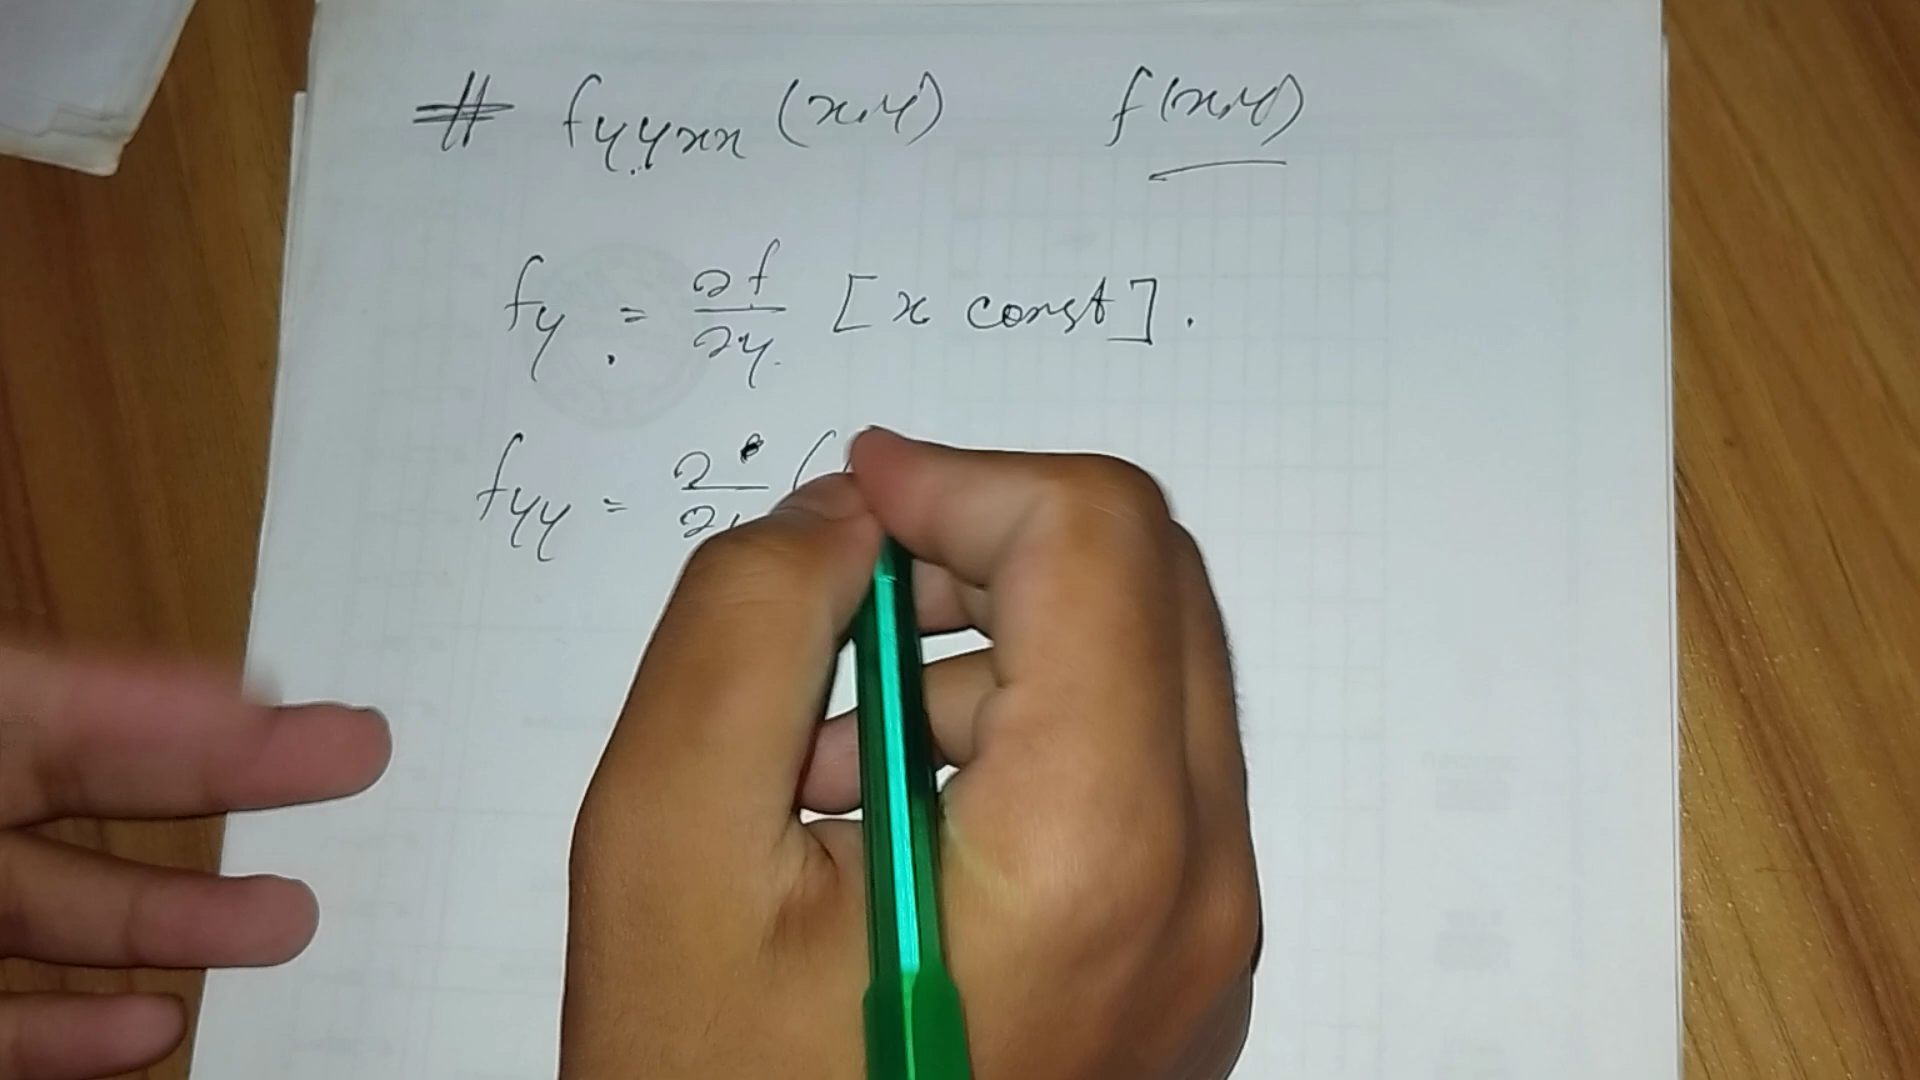 # fyyxx (x,y) f(x,y)
fy = ∂f/∂y [x const].
fyy = ∂/∂y (